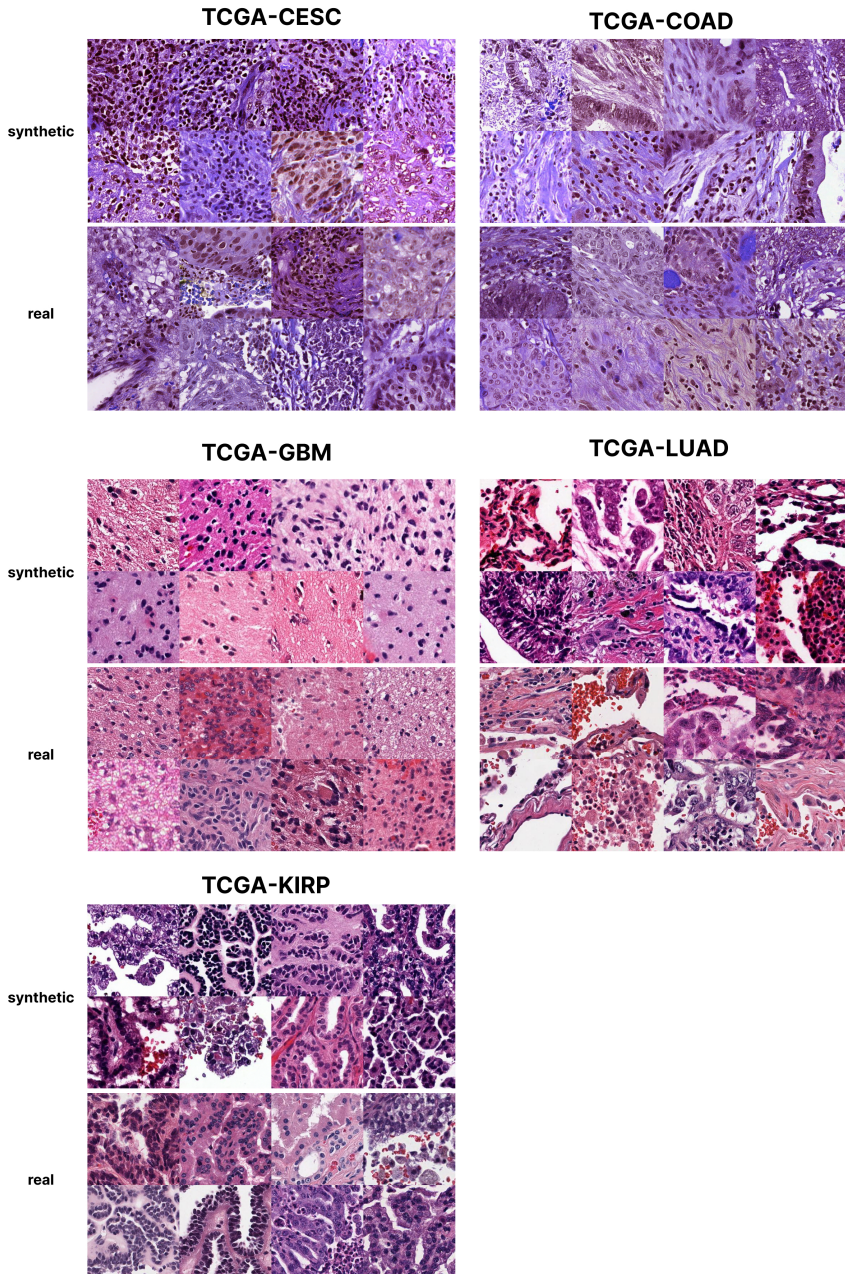 TCGA-CESC
TCGA-COAD
synthetic
real
TCGA-GBM
TCGA-LUAD
synthetic
real
TCGA-KIRP
synthetic
real